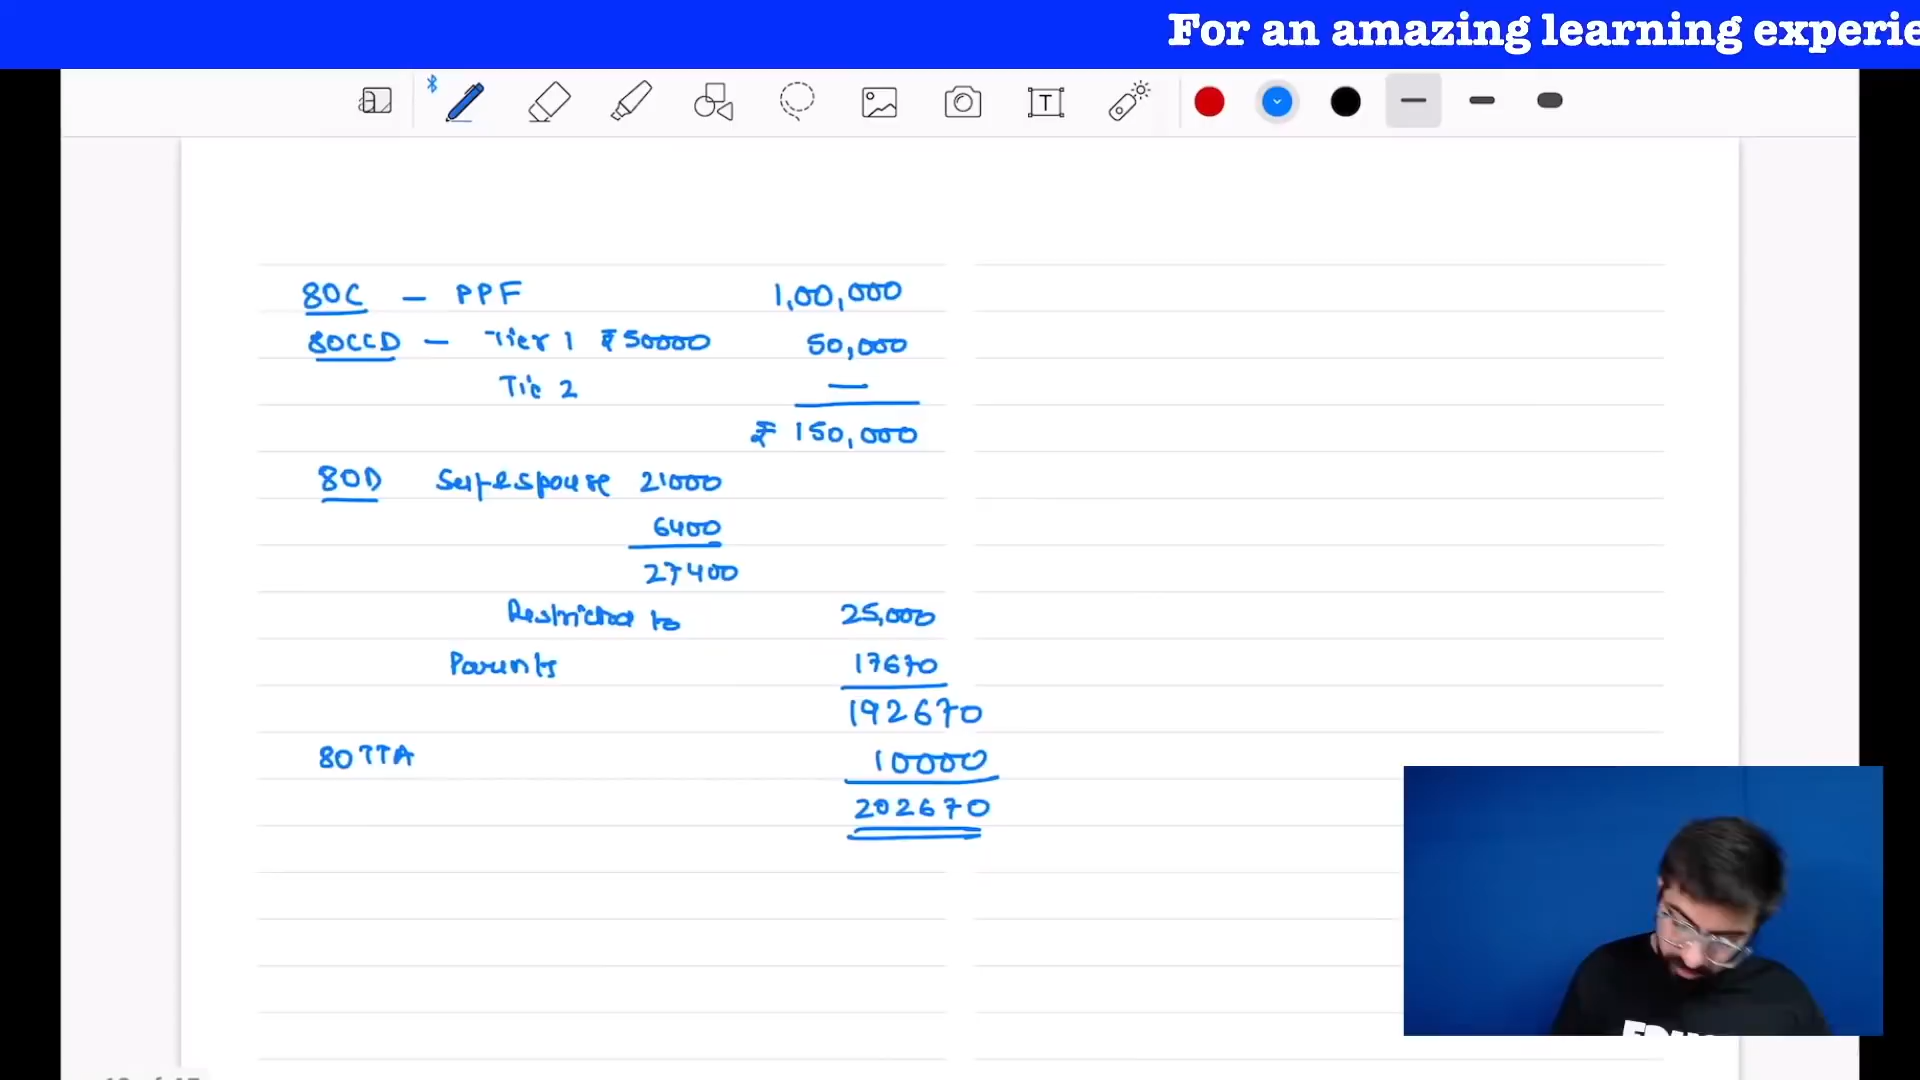 For an amazing learning experie
T
80C - PPF 1,00,000
80CCD - Tier 1 ₹50000 50,000
Tie 2 —
₹ 150,000
80D Self & spouse 21000
6400
27400
Restricted to 25,000
Parents 17670
192670
80TTA 10000
202670